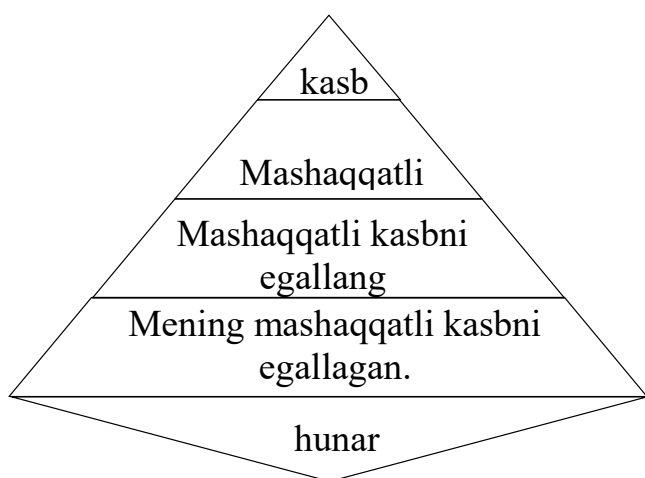 kasb
Mashaqqatli
Mashaqqatli kasbni
egallang
Mening mashaqqatli kasbni
egallagan.
hunar